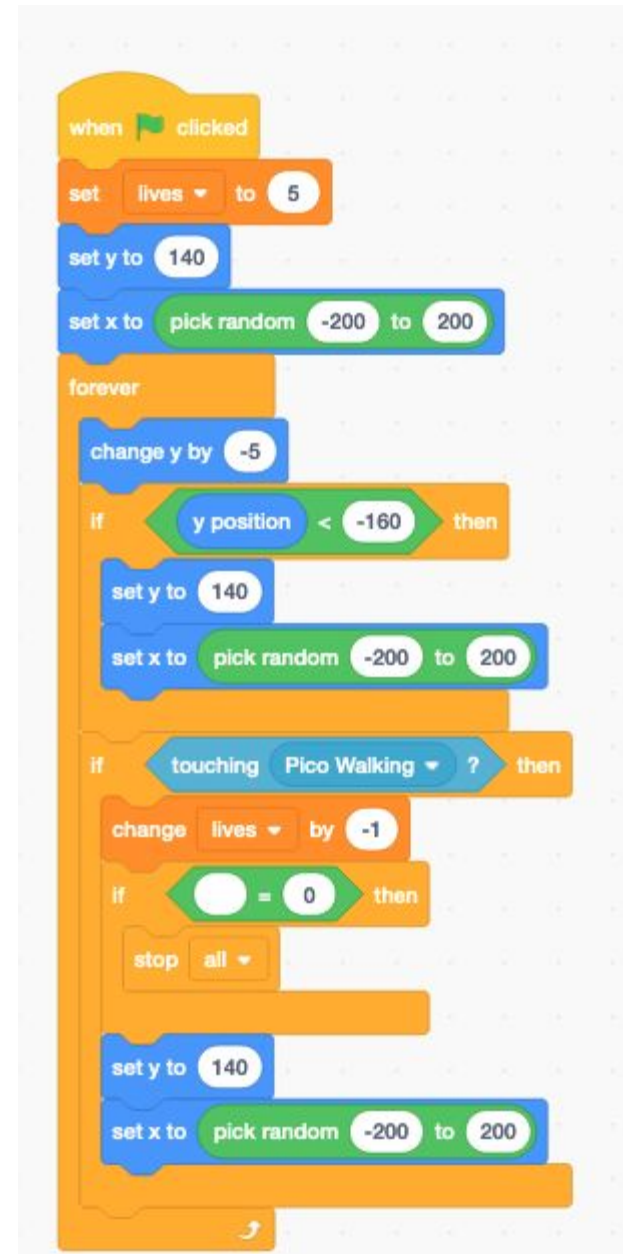 when clicked
set lives to 5
set y to 140
set x to pick random -200 to 200
forever
change y by -5
if y position < -160 then
set y to 140
set x to pick random -200 to 200
if touching Pico Walking ? then
change lives by -1
if = 0 then
stop all
set y to 140
set x to pick random -200 to 200